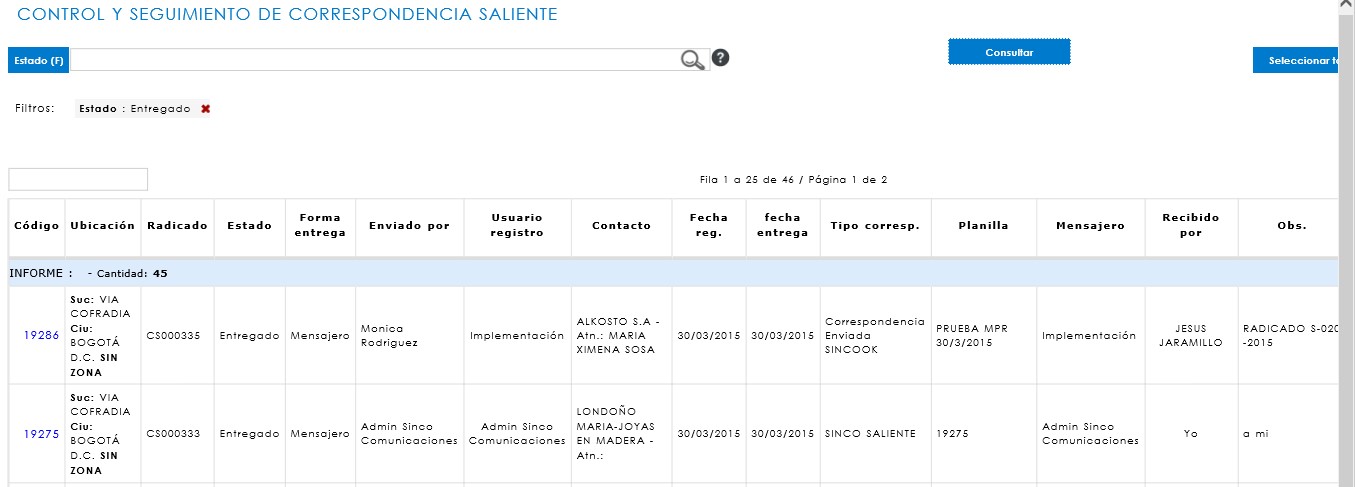 CONTROL Y SEGUIMIENTO DE CORRESPONDENCIA SALIENTE
Consultar
Estado (F)
Seleccionar to
Filtros: Estado : Entregado
Fila 1 a 25 de 46 / Página 1 de 2
Código Ubicación Radicado Estado Forma entrega Enviado por Usuario registro Contacto Fecha reg. fecha entrega Tipo corresp. Planilla Mensajero Recibido por Obs.
INFORME : - Cantidad: 45
19286 Suc: VIA COFRADIA Ciu: BOGOTÁ D.C. SIN ZONA CS000335 Entregado Mensajero Monica Rodriguez Implementación ALKOSTO S.A - Atn.: MARIA XIMENA SOSA 30/03/2015 30/03/2015 Correspondencia Enviada SINCOOK PRUEBA MPR 30/3/2015 Implementación JESUS JARAMILLO RADICADO S-020 -2015
19275 Suc: VIA COFRADIA Ciu: BOGOTÁ D.C. SIN ZONA CS000333 Entregado Mensajero Admin Sinco Comunicaciones Admin Sinco Comunicaciones LONDOÑO MARIA-JOYAS EN MADERA - Atn.: 30/03/2015 30/03/2015 SINCO SALIENTE 19275 Admin Sinco Comunicaciones Yo a mi